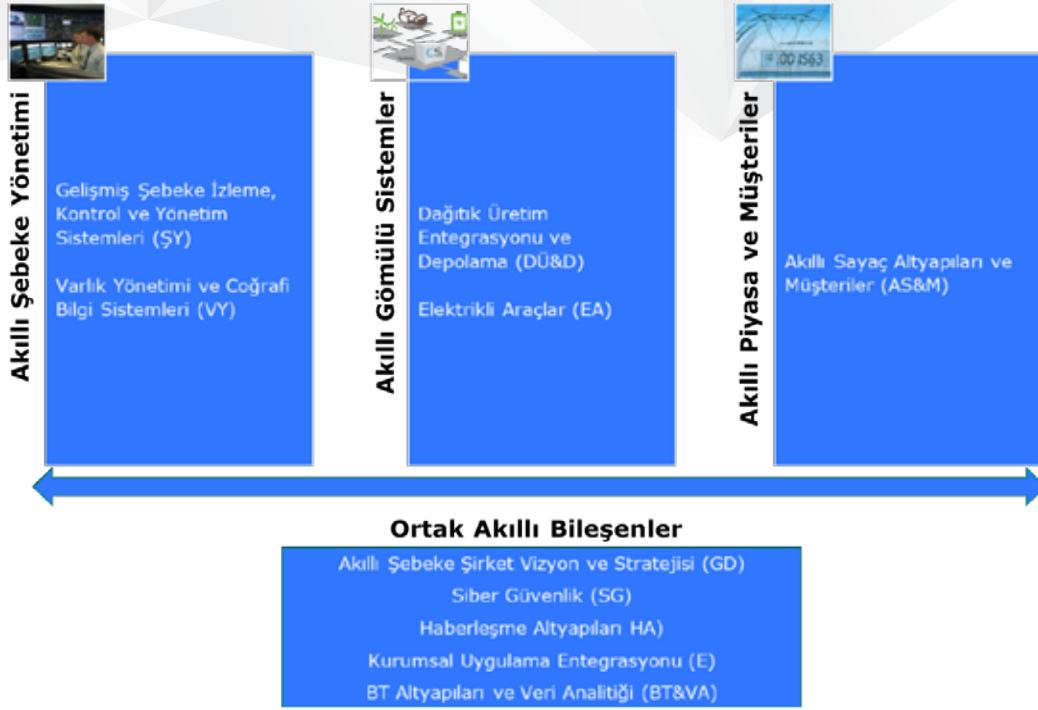 Akıllı Şebeke Yönetimi
Gelişmiş Şebeke İzleme,
Kontrol ve Yönetim
Sistemleri (ŞY)
Varlık Yönetimi ve Coğrafi
Bilgi Sistemleri (VY)
Akıllı Gömülü Sistemler
Dağıtık Üretim
Entegrasyonu ve
Depolama (DÜ&D)
Elektrikli Araçlar (EA)
001563
Akıllı Piyasa ve Müşteriler
Akıllı Sayaç Altyapıları ve
Müşteriler (AS&M)
Ortak Akıllı Bileşenler
Akıllı Şebeke Şirket Vizyon ve Stratejisi (GD)
Siber Güvenlik (SG)
Haberleşme Altyapıları HA)
Kurumsal Uygulama Entegrasyonu (E)
BT Altyapıları ve Veri Analitiği (BT&VA)